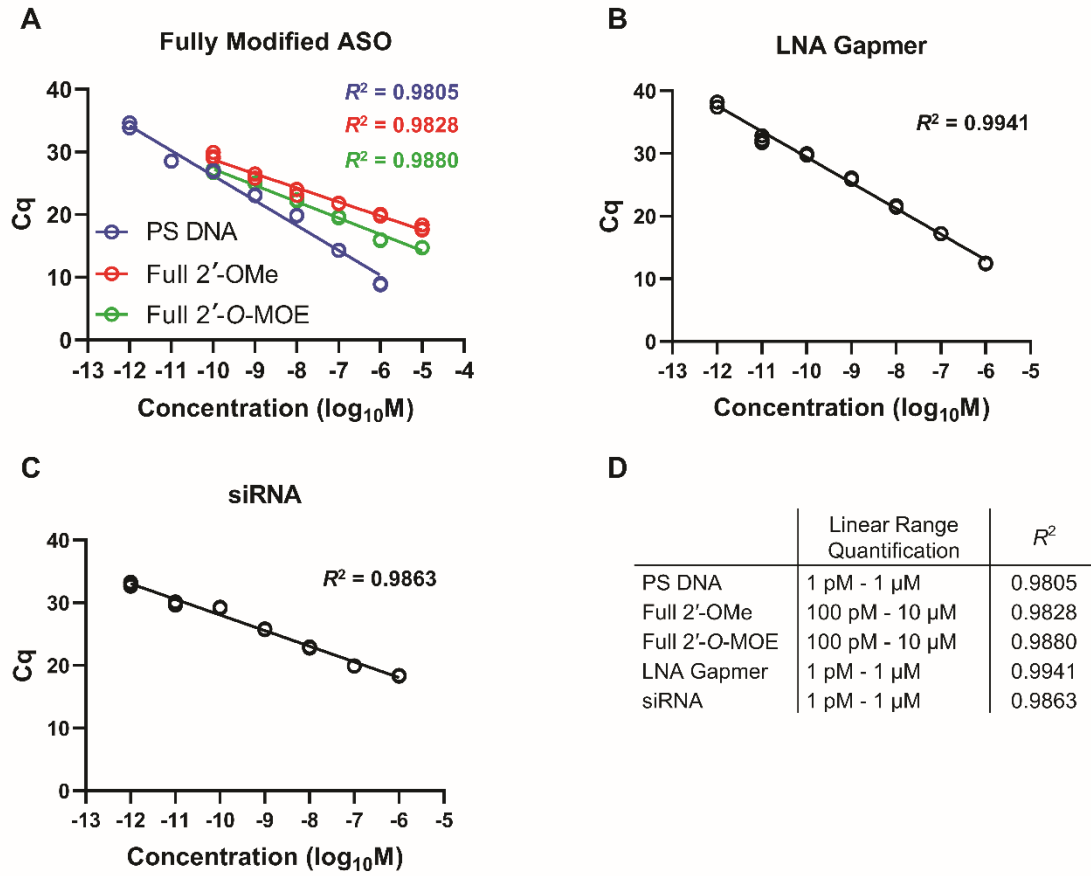 A
Fully Modified ASO
R² = 0.9805
R² = 0.9828
R² = 0.9880
40
30
20
10
0
Cq
PS DNA
Full 2′-OMe
Full 2′-O-MOE
-13 -12 -11 -10 -9 -8 -7 -6 -5 -4
Concentration (log₁₀M)
B
LNA Gapmer
R² = 0.9941
40
30
20
10
0
Cq
-13 -12 -11 -10 -9 -8 -7 -6 -5
Concentration (log₁₀M)
C
siRNA
R² = 0.9863
40
30
20
10
0
Cq
-13 -12 -11 -10 -9 -8 -7 -6 -5
Concentration (log₁₀M)
D
Linear Range
Quantification
R²
PS DNA 1 pM - 1 µM 0.9805
Full 2′-OMe 100 pM - 10 µM 0.9828
Full 2′-O-MOE 100 pM - 10 µM 0.9880
LNA Gapmer 1 pM - 1 µM 0.9941
siRNA 1 pM - 1 µM 0.9863